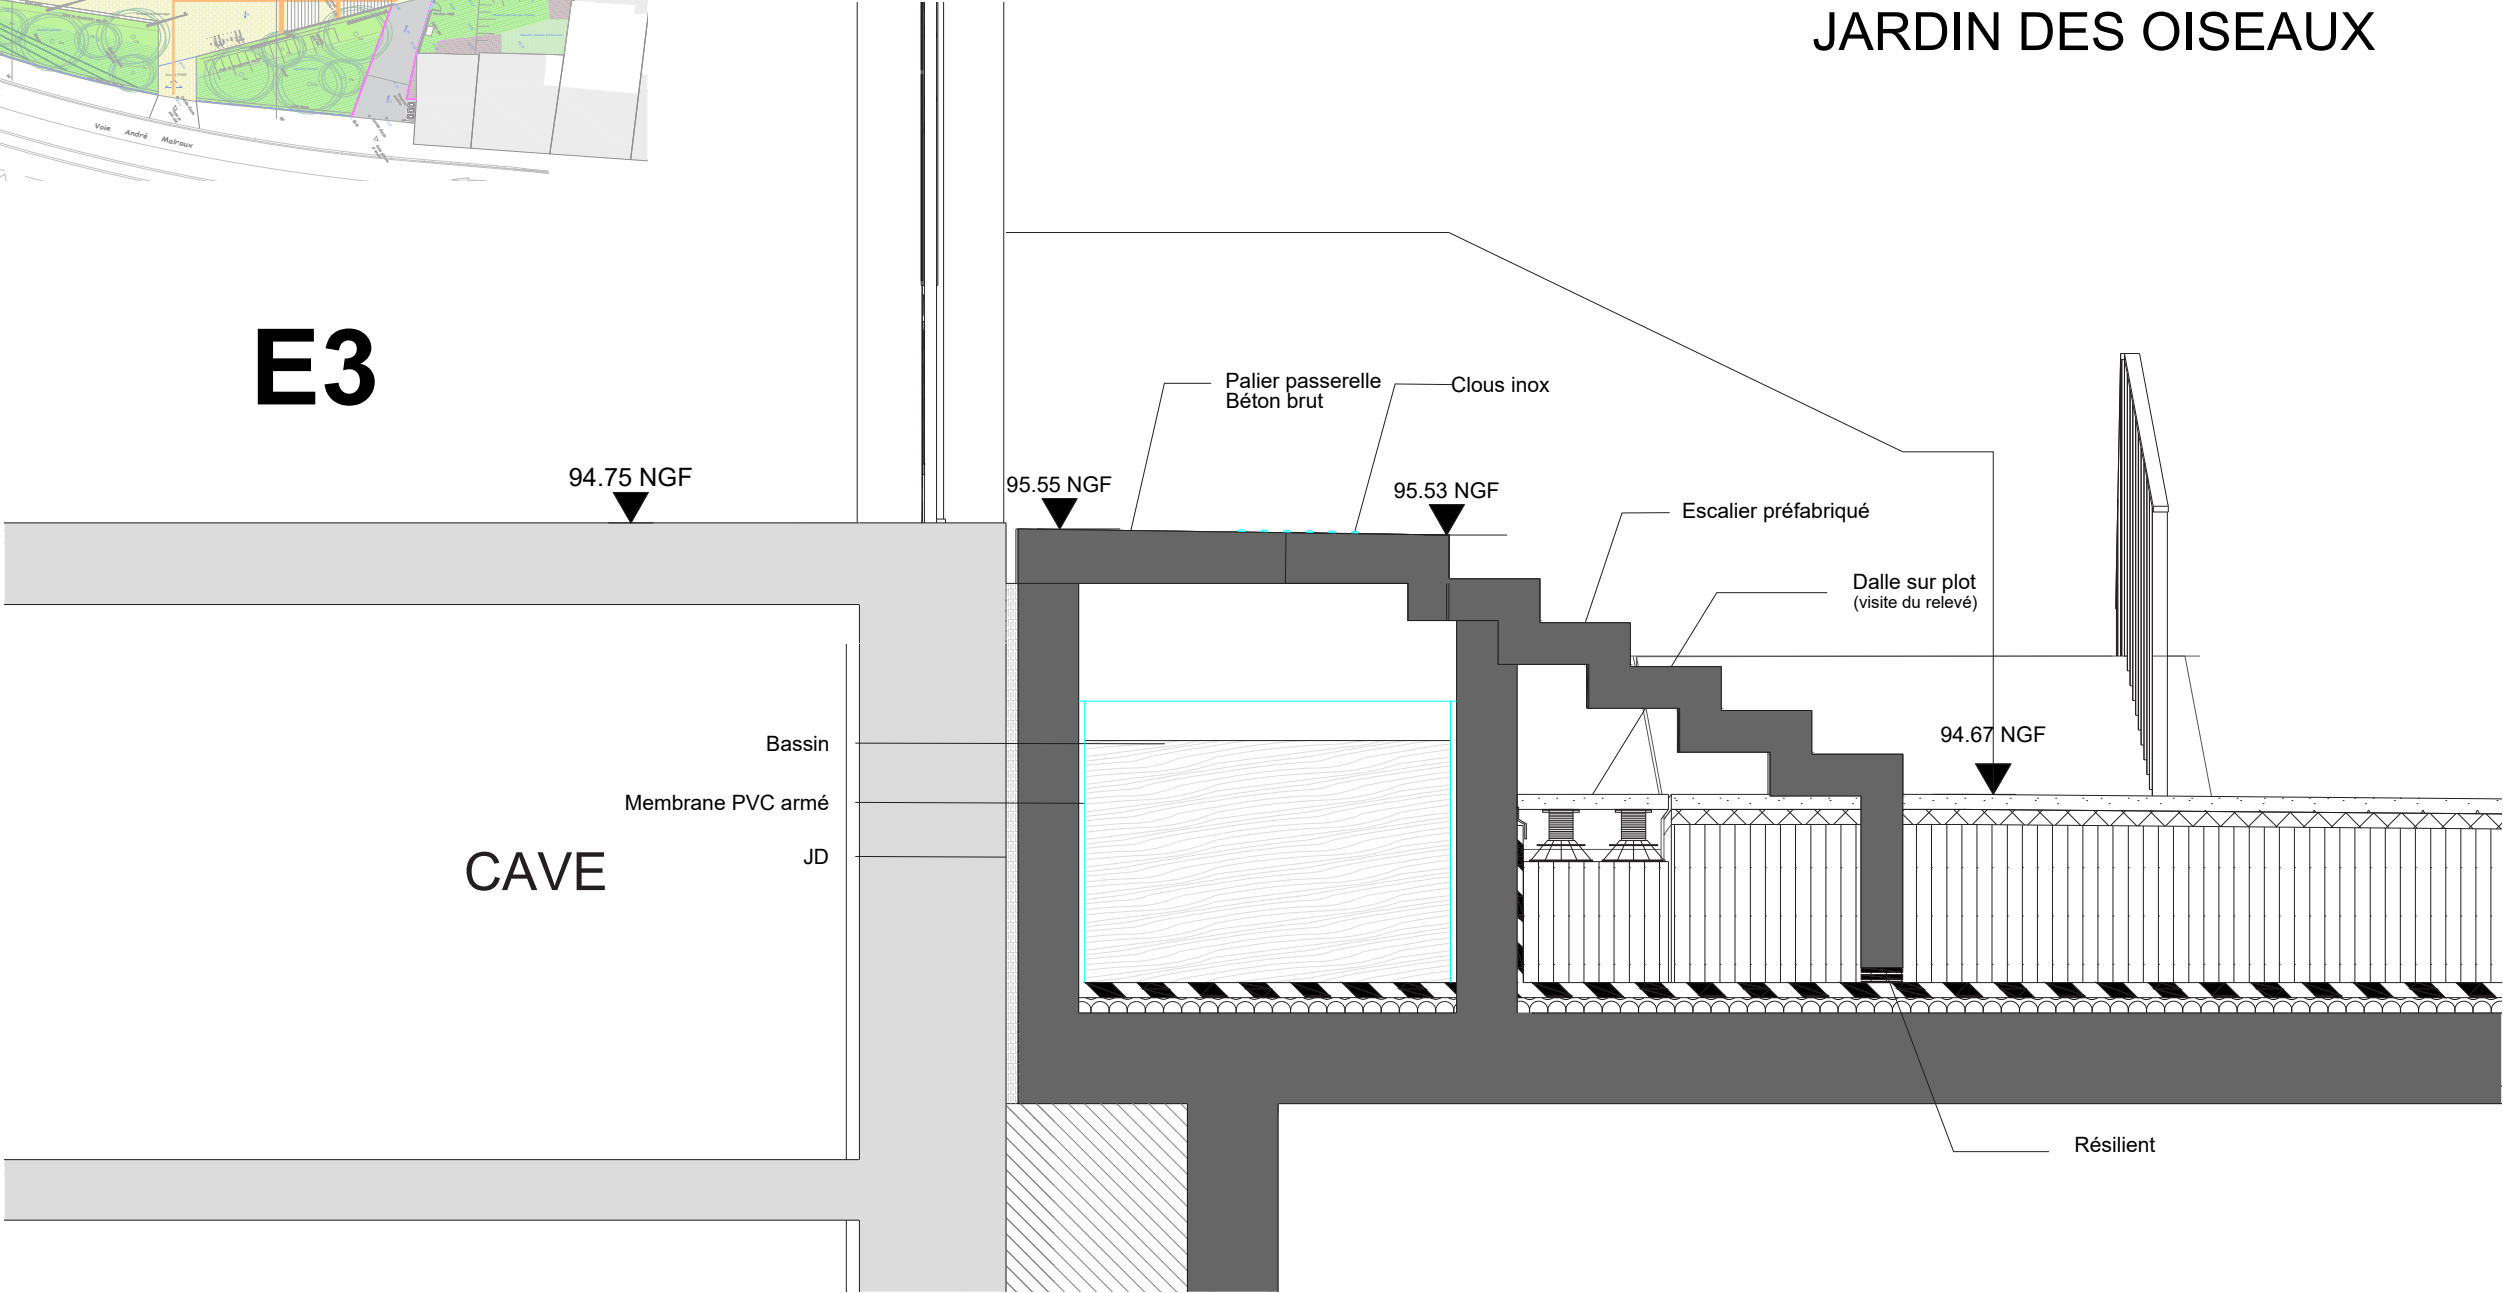 JARDIN DES OISEAUX
Voie André Malraux
E3
Palier passerelle
Béton brut
Clous inox
94.75 NGF
95.55 NGF
95.53 NGF
Escalier préfabriqué
Dalle sur plot
(visite du relevé)
94.67 NGF
Bassin
Membrane PVC armé
JD
CAVE
Résilient